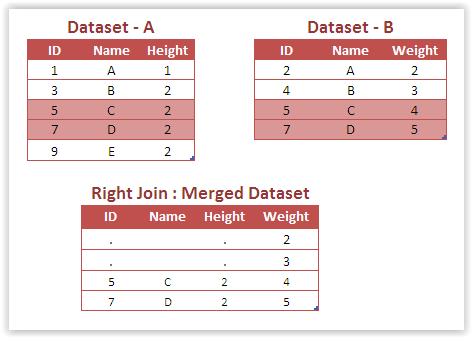 Dataset - A
ID Name Height
1 A 1
3 B 2
5 C 2
7 D 2
9 E 2
Dataset - B
ID Name Weight
2 A 2
4 B 3
5 C 4
7 D 5
Right Join : Merged Dataset
ID Name Height Weight
. . 2
. . 3
5 C 2 4
7 D 2 5